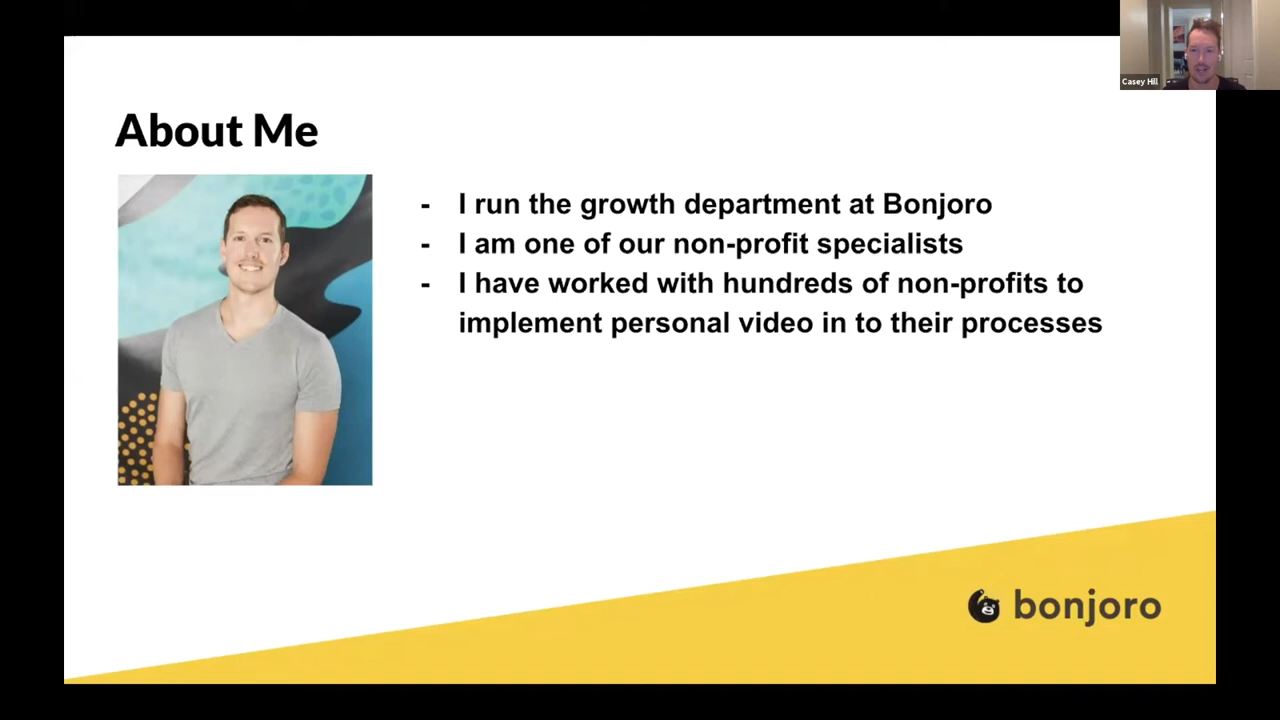 Casey Hill
About Me
- I run the growth department at Bonjoro
- I am one of our non-profit specialists
- I have worked with hundreds of non-profits to
implement personal video in to their processes
bonjoro